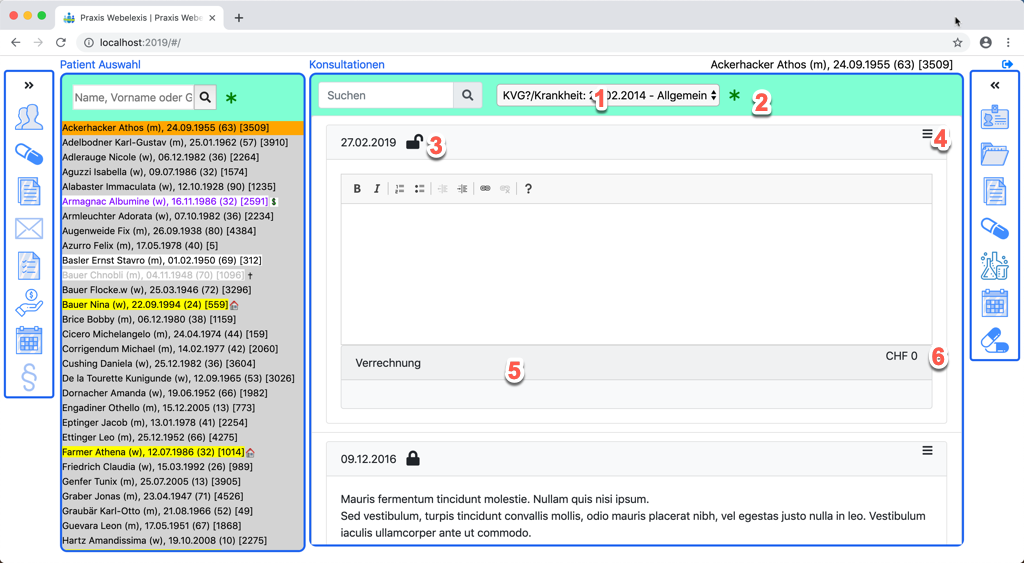 Praxis Webelexis | Praxis Webe
localhost:2019/#/
Patient Auswahl
Konsultationen
Ackerhacker Athos (m), 24.09.1955 (63) [3509]
Name, Vorname oder G
Suchen
KVG?/Krankheit: 2 .02.2014 - Allgemein
1
2
Ackerhacker Athos (m), 24.09.1955 (63) [3509]
Adelbodner Karl-Gustav (m), 25.01.1962 (57) [3910]
Adlerauge Nicole (w), 06.12.1982 (36) [2264]
Aguzzi Isabella (w), 09.07.1986 (32) [1574]
Alabaster Immaculata (w), 12.10.1928 (90) [1235]
Armagnac Albumine (w), 16.11.1986 (32) [2591] $
Armleuchter Adorata (w), 07.10.1982 (36) [2234]
Augenweide Fix (m), 26.09.1938 (80) [4384]
Azurro Felix (m), 17.05.1978 (40) [5]
Basler Ernst Stavro (m), 01.02.1950 (69) [312]
Bauer Chnobli (m), 04.11.1948 (70) [1096] ✝
Bauer Flocke.w (w), 25.03.1946 (72) [3296]
Bauer Nina (w), 22.09.1994 (24) [559]
Brice Bobby (m), 06.12.1980 (38) [1159]
Cicero Michelangelo (m), 24.04.1974 (44) [159]
Corrigendum Michael (m), 14.02.1977 (42) [2060]
Cushing Daniela (w), 25.12.1982 (36) [3604]
De la Tourette Kunigunde (w), 12.09.1965 (53) [3026]
Dornacher Amanda (w), 19.06.1952 (66) [1982]
Engadiner Othello (m), 15.12.2005 (13) [773]
Eptinger Jacob (m), 13.01.1978 (41) [2254]
Ettinger Leo (m), 25.12.1952 (66) [4275]
Farmer Athena (w), 12.07.1986 (32) [1014]
Friedrich Claudia (w), 15.03.1992 (26) [989]
Genfer Tunix (m), 25.07.2005 (13) [3905]
Graber Jonas (m), 23.04.1947 (71) [4526]
Graubär Karl-Otto (m), 21.08.1966 (52) [49]
Guevara Leon (m), 17.05.1951 (67) [1868]
Hartz Amandissima (w), 19.10.2008 (10) [2275]
27.02.2019
3
4
B I ?
Verrechnung
5
CHF 0
6
09.12.2016
Mauris fermentum tincidunt molestie. Nullam quis nisi ipsum.
Sed vestibulum, turpis tincidunt convallis mollis, odio mauris placerat nibh, vel egestas justo nulla in leo. Vestibulum
iaculis ullamcorper ante ut commodo.